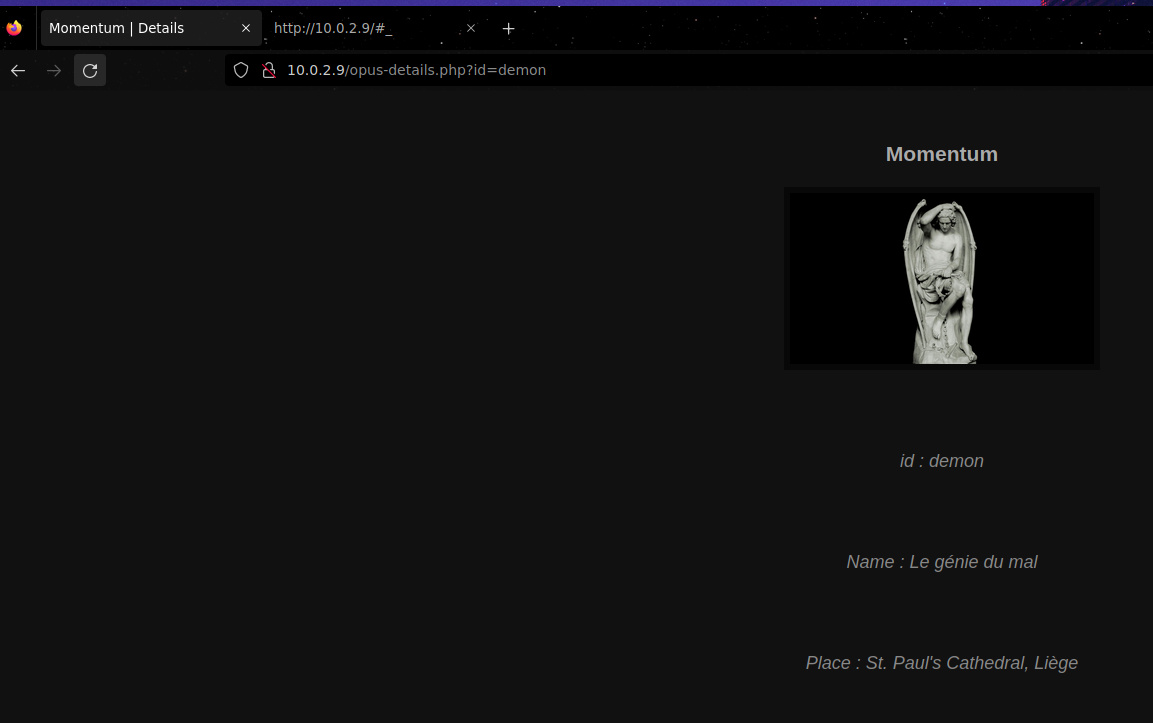 Momentum | Details
http://10.0.2.9/#_
10.0.2.9/opus-details.php?id=demon
Momentum
id : demon
Name : Le génie du mal
Place : St. Paul's Cathedral, Liège